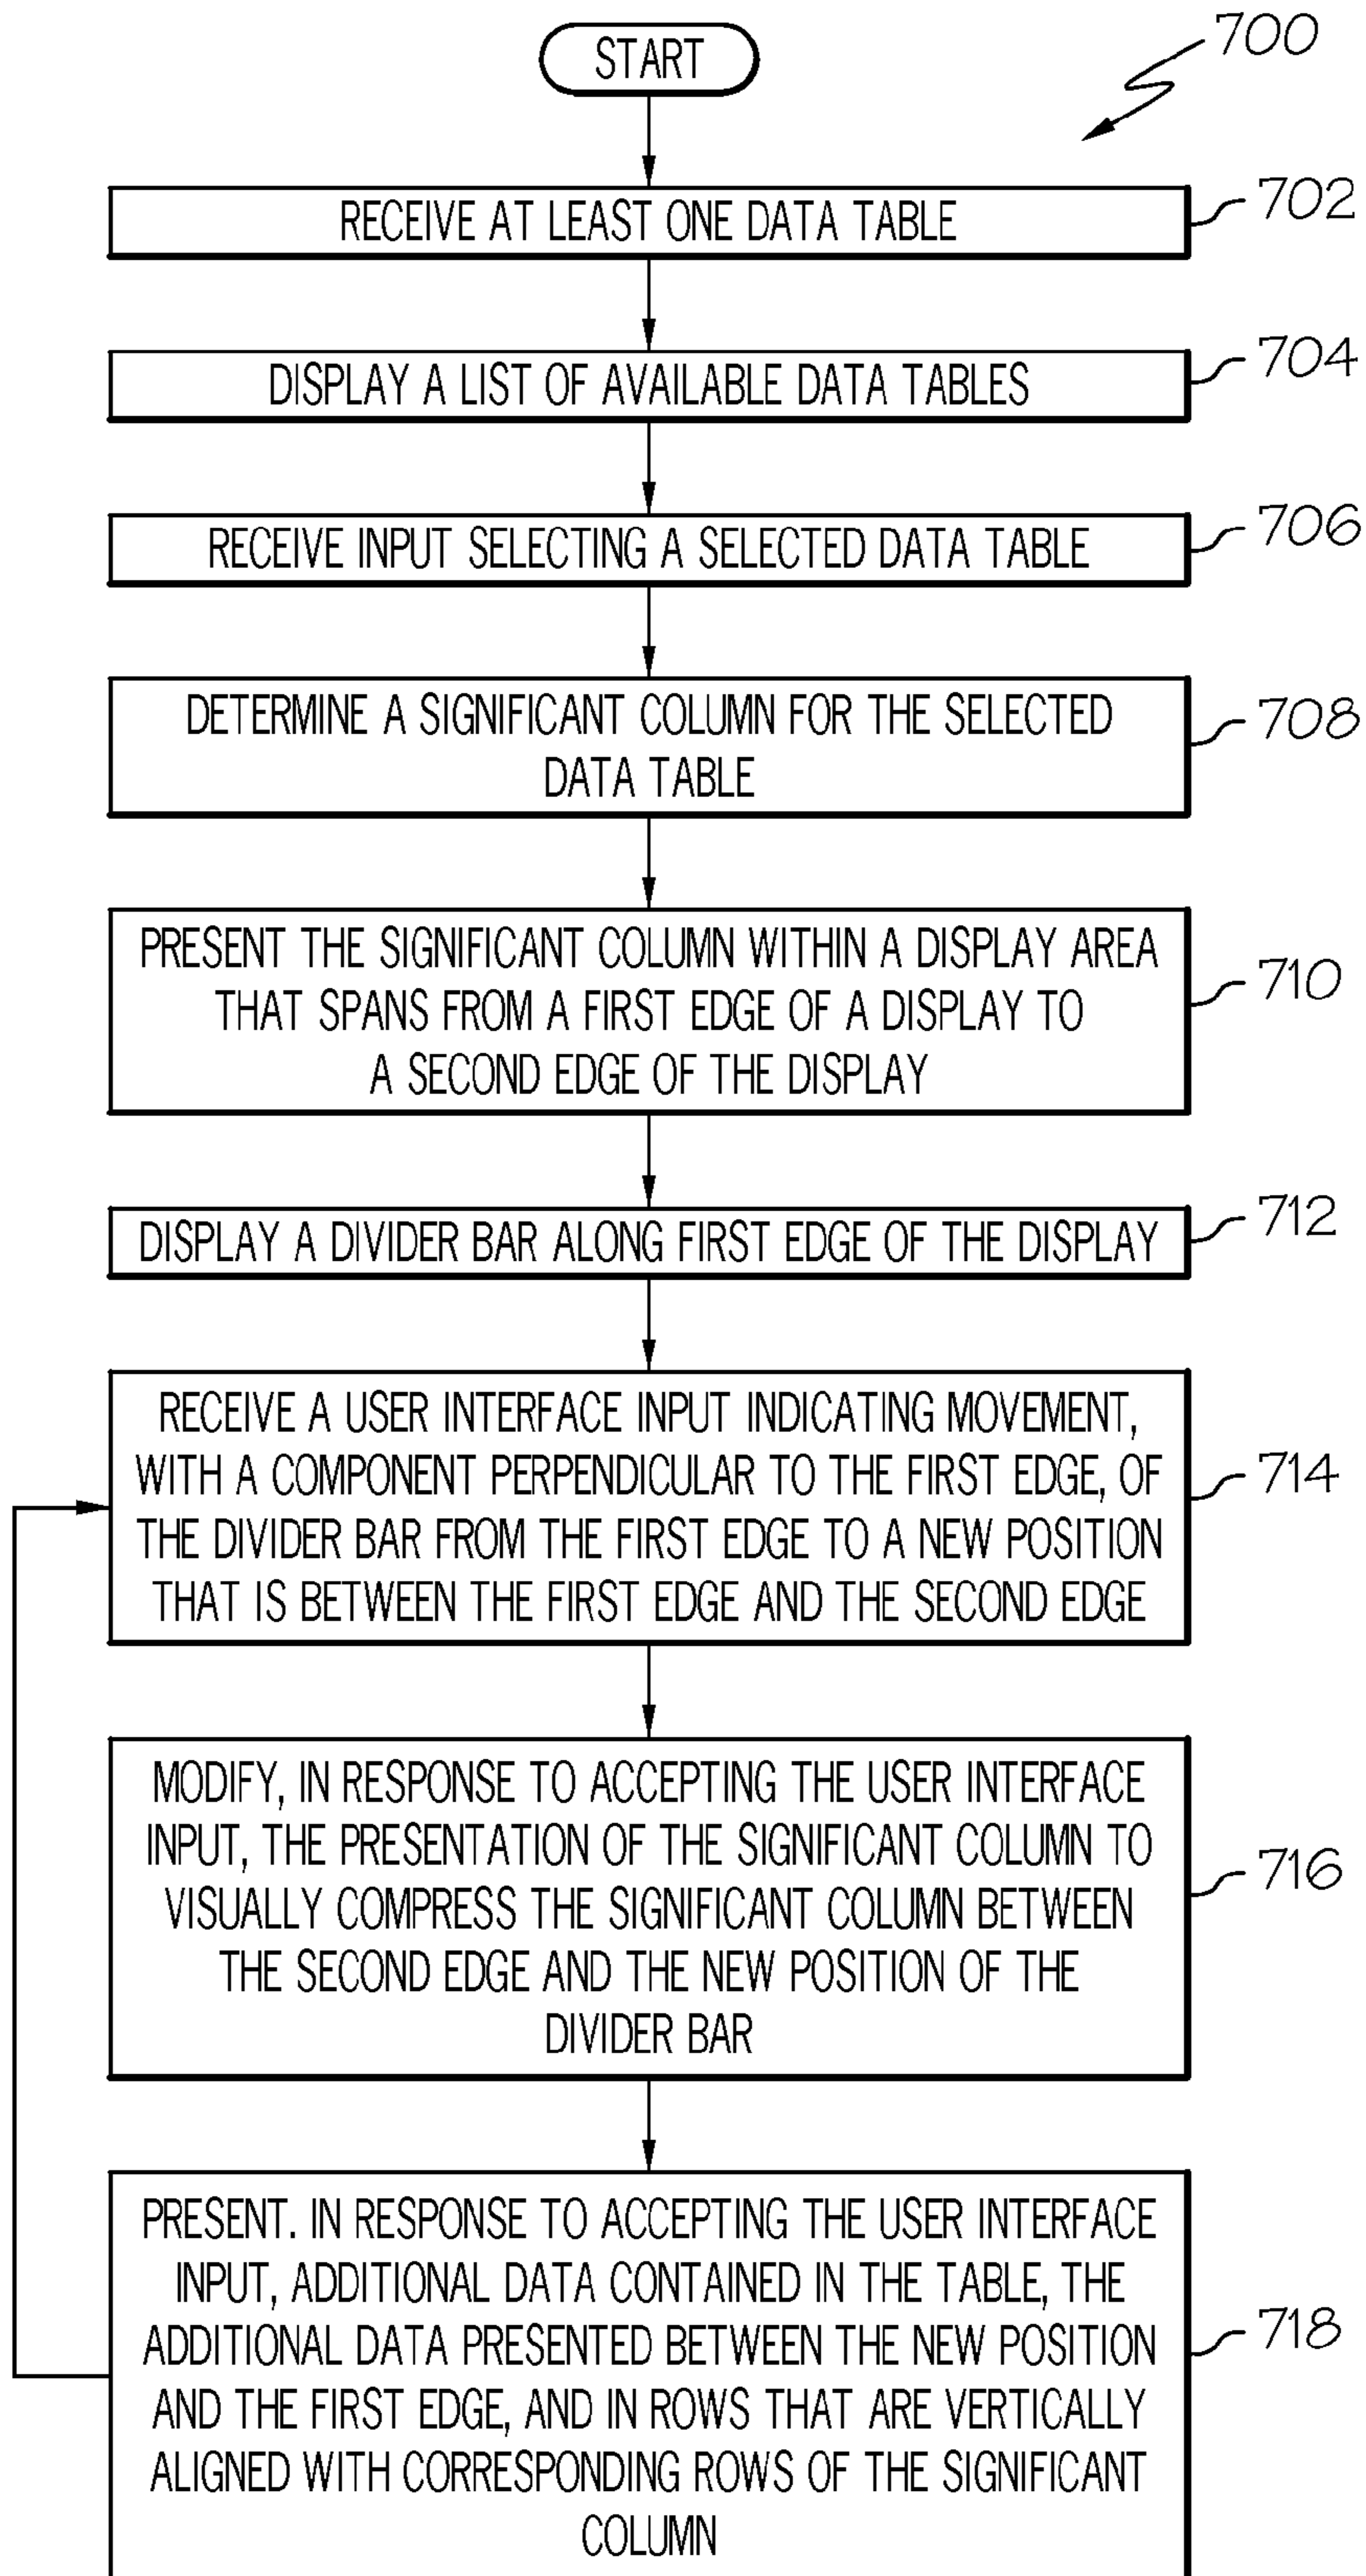 START
700
RECEIVE AT LEAST ONE DATA TABLE
702
DISPLAY A LIST OF AVAILABLE DATA TABLES
704
RECEIVE INPUT SELECTING A SELECTED DATA TABLE
706
DETERMINE A SIGNIFICANT COLUMN FOR THE SELECTED
DATA TABLE
708
PRESENT THE SIGNIFICANT COLUMN WITHIN A DISPLAY AREA
THAT SPANS FROM A FIRST EDGE OF A DISPLAY TO
A SECOND EDGE OF THE DISPLAY
710
DISPLAY A DIVIDER BAR ALONG FIRST EDGE OF THE DISPLAY
712
RECEIVE A USER INTERFACE INPUT INDICATING MOVEMENT,
WITH A COMPONENT PERPENDICULAR TO THE FIRST EDGE, OF
THE DIVIDER BAR FROM THE FIRST EDGE TO A NEW POSITION
THAT IS BETWEEN THE FIRST EDGE AND THE SECOND EDGE
714
MODIFY, IN RESPONSE TO ACCEPTING THE USER INTERFACE
INPUT, THE PRESENTATION OF THE SIGNIFICANT COLUMN TO
VISUALLY COMPRESS THE SIGNIFICANT COLUMN BETWEEN
THE SECOND EDGE AND THE NEW POSITION OF THE
DIVIDER BAR
716
PRESENT. IN RESPONSE TO ACCEPTING THE USER INTERFACE
INPUT, ADDITIONAL DATA CONTAINED IN THE TABLE, THE
ADDITIONAL DATA PRESENTED BETWEEN THE NEW POSITION
AND THE FIRST EDGE, AND IN ROWS THAT ARE VERTICALLY
ALIGNED WITH CORRESPONDING ROWS OF THE SIGNIFICANT
COLUMN
718